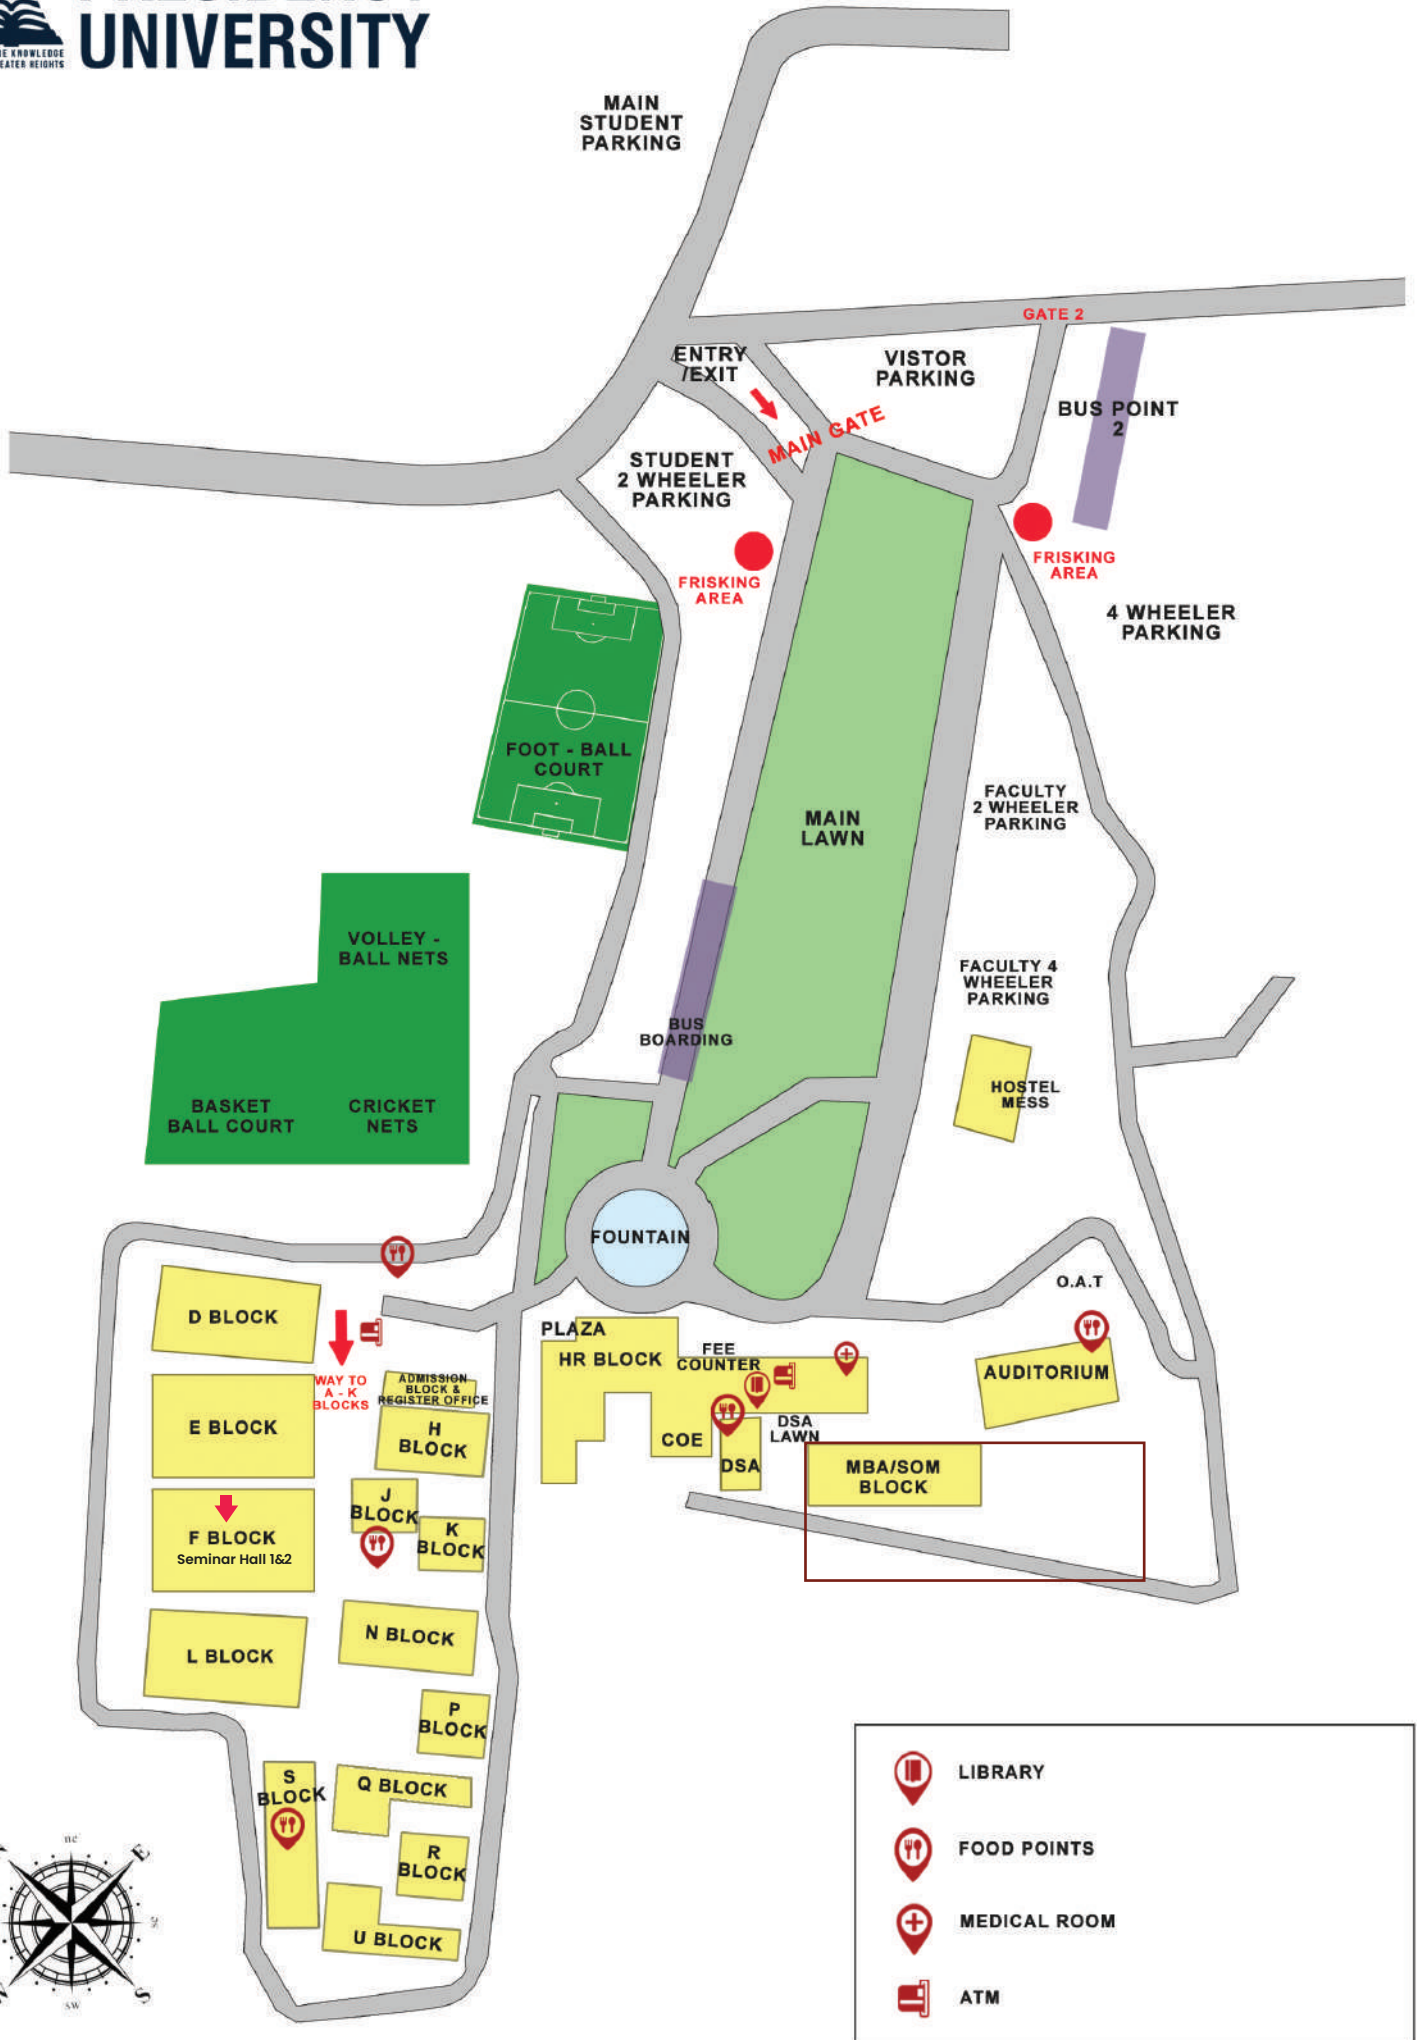 UNIVERSITY
MAIN
STUDENT
PARKING
GATE 2
ENTRY
/EXIT
VISTOR
PARKING
BUS POINT
2
MAIN GATE
STUDENT
2 WHEELER
PARKING
FRISKING
AREA
FRISKING
AREA
4 WHEELER
PARKING
FOOT - BALL
COURT
MAIN
LAWN
FACULTY
2 WHEELER
PARKING
VOLLEY -
BALL NETS
FACULTY 4
WHEELER
PARKING
BUS
BOARDING
HOSTEL
MESS
BASKET
BALL COURT
CRICKET
NETS
FOUNTAIN
O.A.T
D BLOCK
PLAZA
HR BLOCK
FEE
COUNTER
AUDITORIUM
WAY TO
A - K
BLOCKS
ADMISSION
BLOCK &
REGISTER OFFICE
E BLOCK
H
BLOCK
COE
DSA
LAWN
DSA
MBA/SOM
BLOCK
J
BLOCK
K
BLOCK
F BLOCK
Seminar Hall 1&2
N BLOCK
L BLOCK
P
BLOCK
S
BLOCK
Q BLOCK
R
BLOCK
U BLOCK
LIBRARY
FOOD POINTS
MEDICAL ROOM
ATM
ne
E
se
S
sw